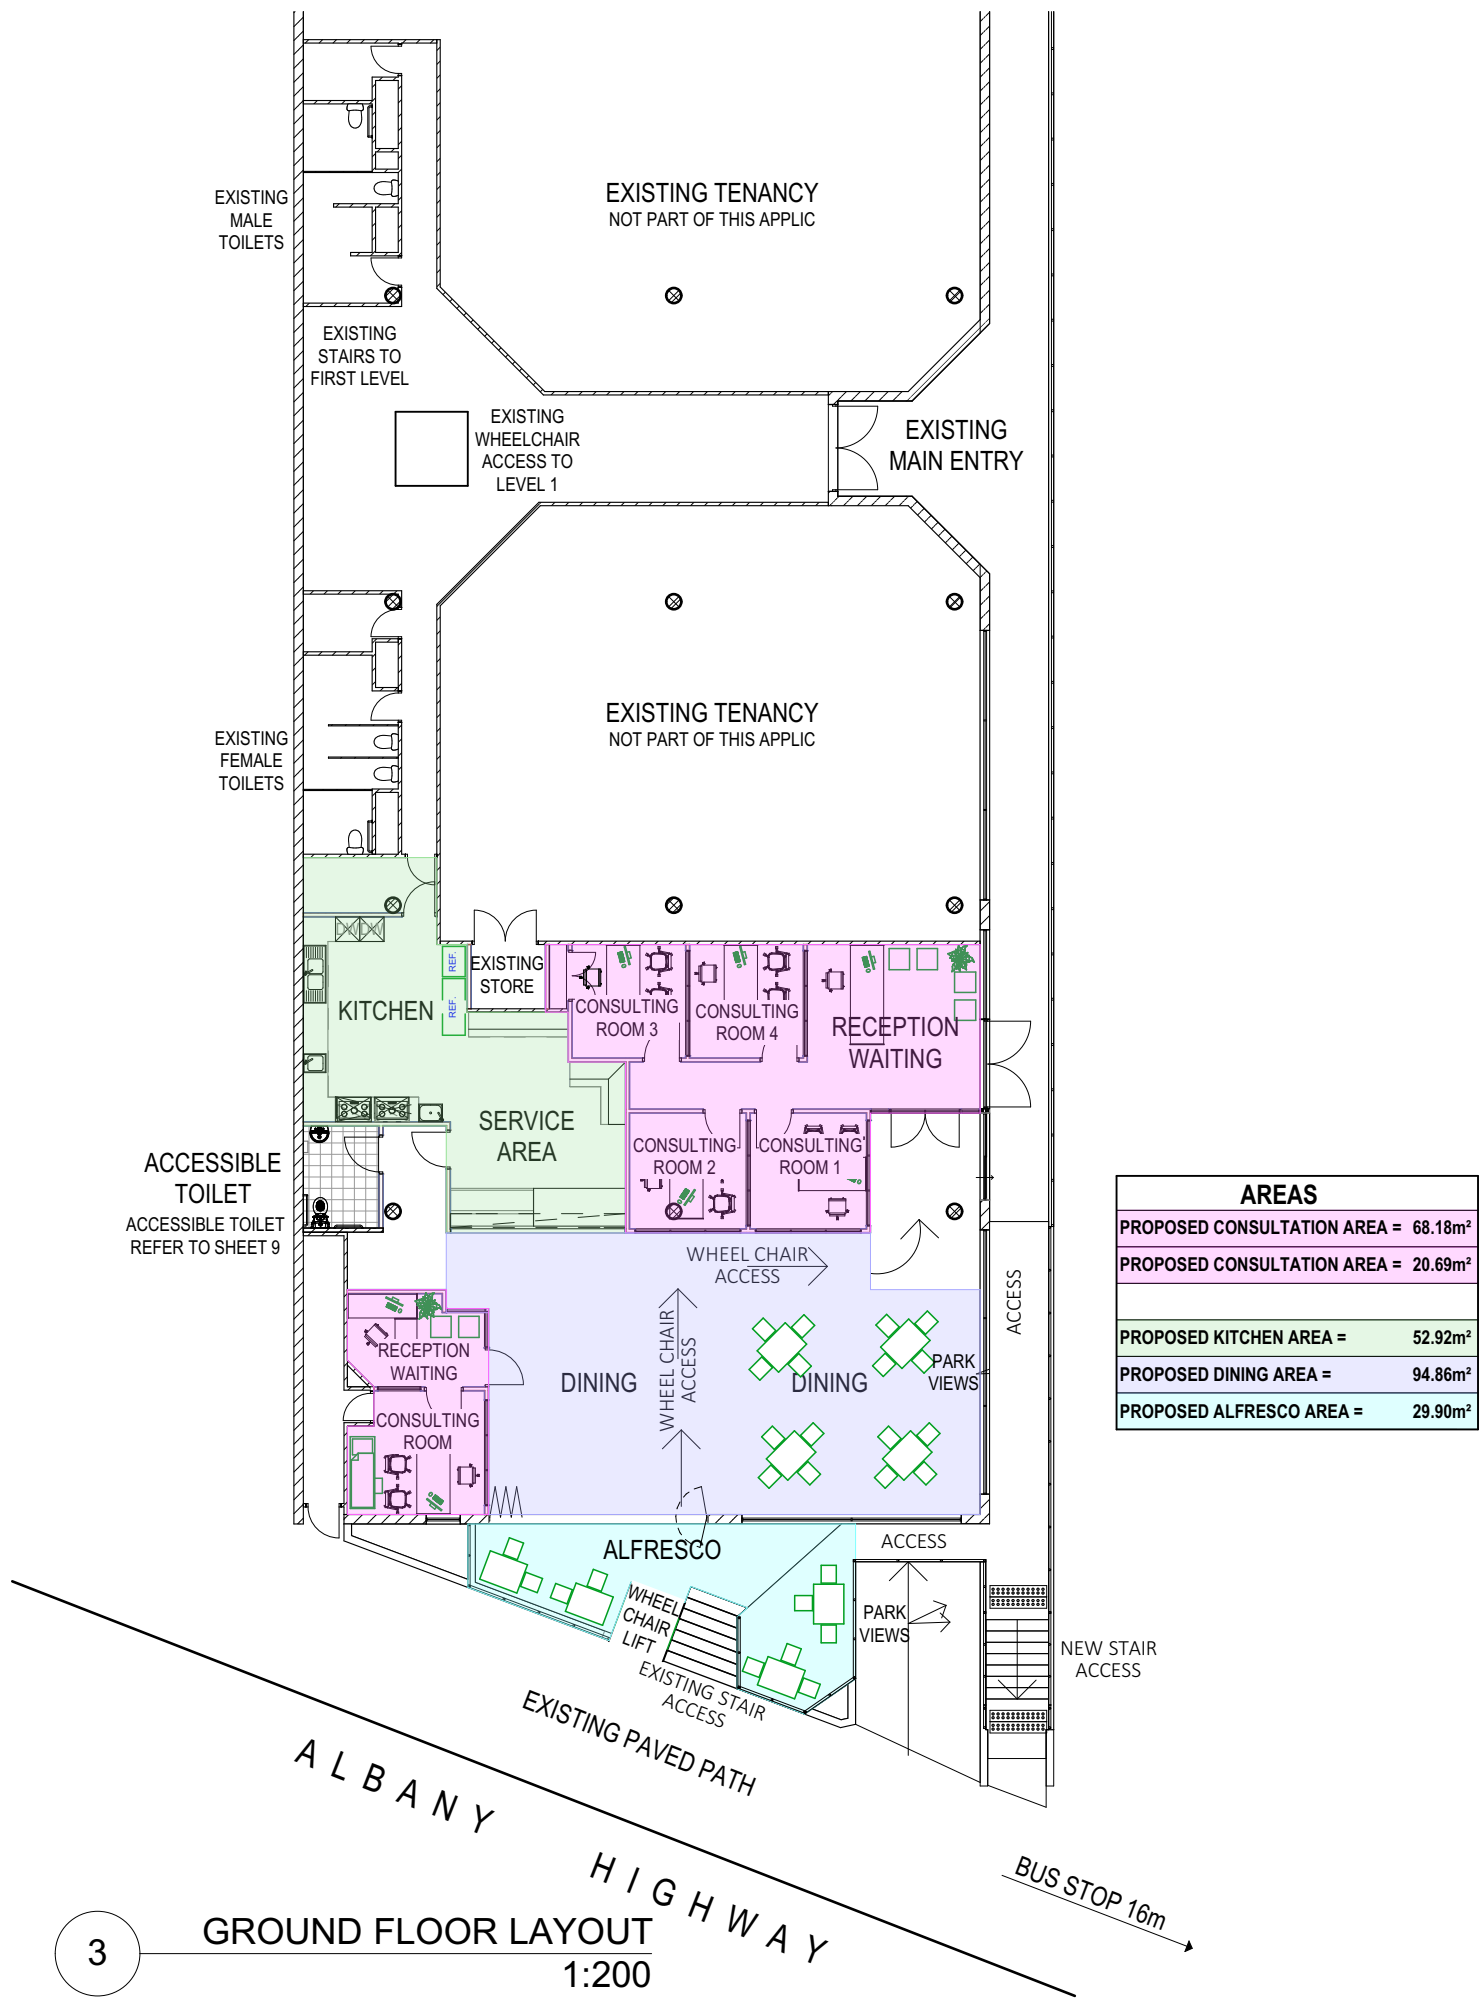 EXISTING
MALE
TOILETS
EXISTING TENANCY
NOT PART OF THIS APPLIC
EXISTING
STAIRS TO
FIRST LEVEL
EXISTING
WHEELCHAIR
ACCESS TO
LEVEL 1
EXISTING
MAIN ENTRY
EXISTING TENANCY
NOT PART OF THIS APPLIC
EXISTING
FEMALE
TOILETS
DW
DW
REF.
REF.
KITCHEN
EXISTING
STORE
CONSULTING
ROOM 3
CONSULTING
ROOM 4
RECEPTION
WAITING
SERVICE
AREA
CONSULTING
ROOM 2
CONSULTING
ROOM 1
ACCESSIBLE
TOILET
ACCESSIBLE TOILET
REFER TO SHEET 9
AREAS
PROPOSED CONSULTATION AREA = 68.18m²
PROPOSED CONSULTATION AREA = 20.69m²
PROPOSED KITCHEN AREA = 52.92m²
PROPOSED DINING AREA = 94.86m²
PROPOSED ALFRESCO AREA = 29.90m²
WHEEL CHAIR
ACCESS
WHEEL CHAIR
ACCESS
ACCESS
RECEPTION
WAITING
DINING
DINING
PARK
VIEWS
CONSULTING
ROOM
ALFRESCO
ACCESS
WHEEL
CHAIR
LIFT
PARK
VIEWS
EXISTING STAIR
ACCESS
NEW STAIR
ACCESS
EXISTING PAVED PATH
ALBANY HIGHWAY
BUS STOP 16m
3
GROUND FLOOR LAYOUT
1:200